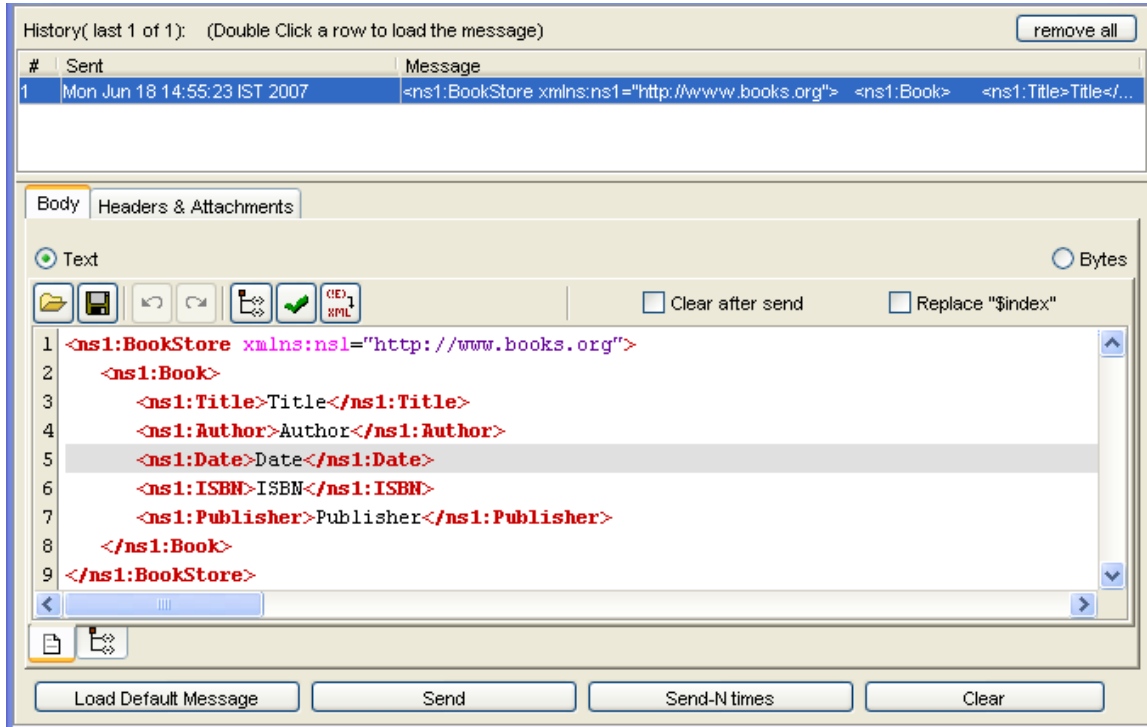 History( last 1 of 1): (Double Click a row to load the message)
remove all
# Sent Message
1 Mon Jun 18 14:55:23 IST 2007 <ns1:BookStore xmlns:ns1="http://www.books.org"> <ns1:Book> <ns1:Title>Title</...
Body Headers & Attachments
Text Bytes
(!E) XML Clear after send Replace "$index"
1 <ns1:BookStore xmlns:nsl="http://www.books.org">
2 <ns1:Book>
3 <ns1:Title>Title</ns1:Title>
4 <ns1:Author>Author</ns1:Author>
5 <ns1:Date>Date</ns1:Date>
6 <ns1:ISBN>ISBN</ns1:ISBN>
7 <ns1:Publisher>Publisher</ns1:Publisher>
8 </ns1:Book>
9 </ns1:BookStore>
Load Default Message Send Send-N times Clear